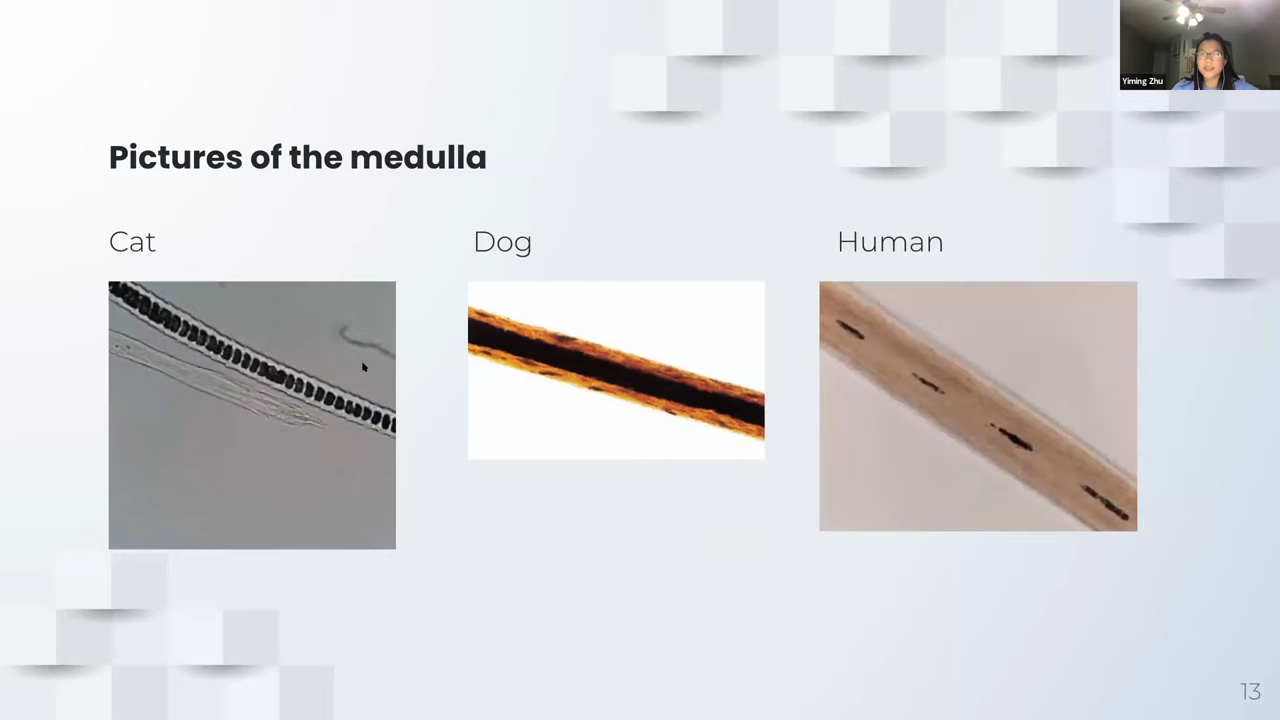 Yiming Zhu
Pictures of the medulla
Cat
Dog
Human
13